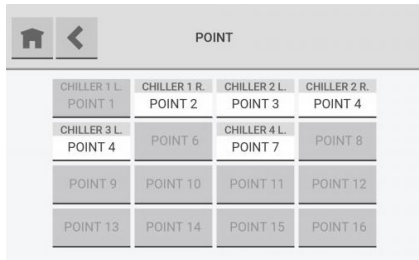 POINT
CHILLER 1 L. CHILLER 1 R. CHILLER 2 L. CHILLER 2 R.
POINT 1 POINT 2 POINT 3 POINT 4
CHILLER 3 L. CHILLER 4 L.
POINT 4 POINT 6 POINT 7 POINT 8
POINT 9 POINT 10 POINT 11 POINT 12
POINT 13 POINT 14 POINT 15 POINT 16